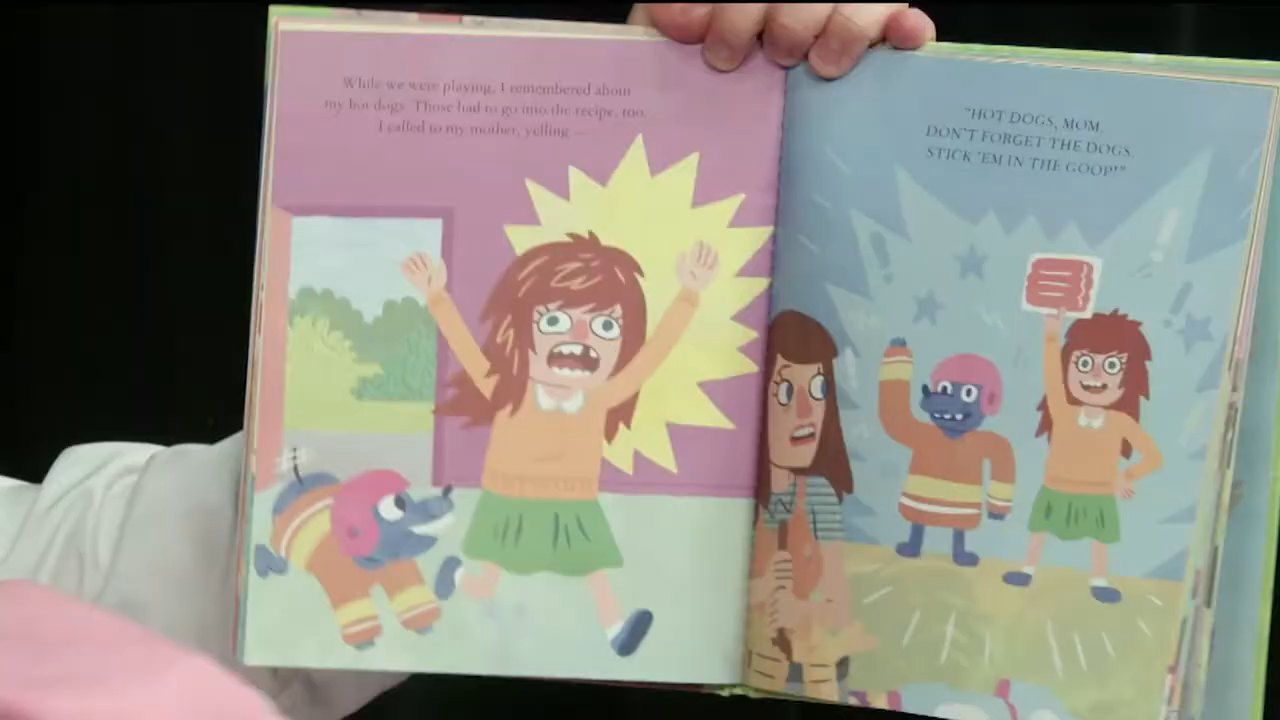 While we were playing, I remembered about
my hot dogs. Those had to go into the recipe, too.
I called to my mother, yelling —
"HOT DOGS, MOM.
DON'T FORGET THE DOGS.
STICK 'EM IN THE GOOP!"